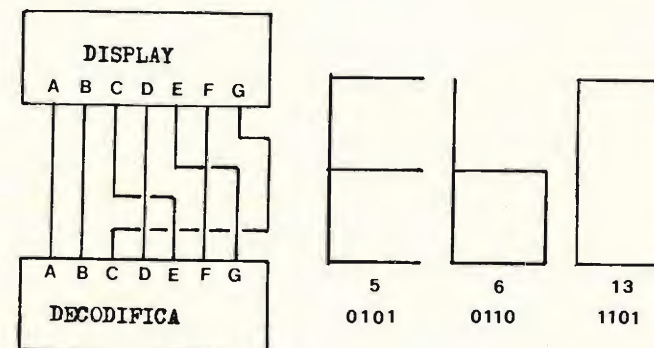 DISPLAY
A B C D E F G
A B C D E F G
DECODIFICA
5 6 13
0101 0110 1101